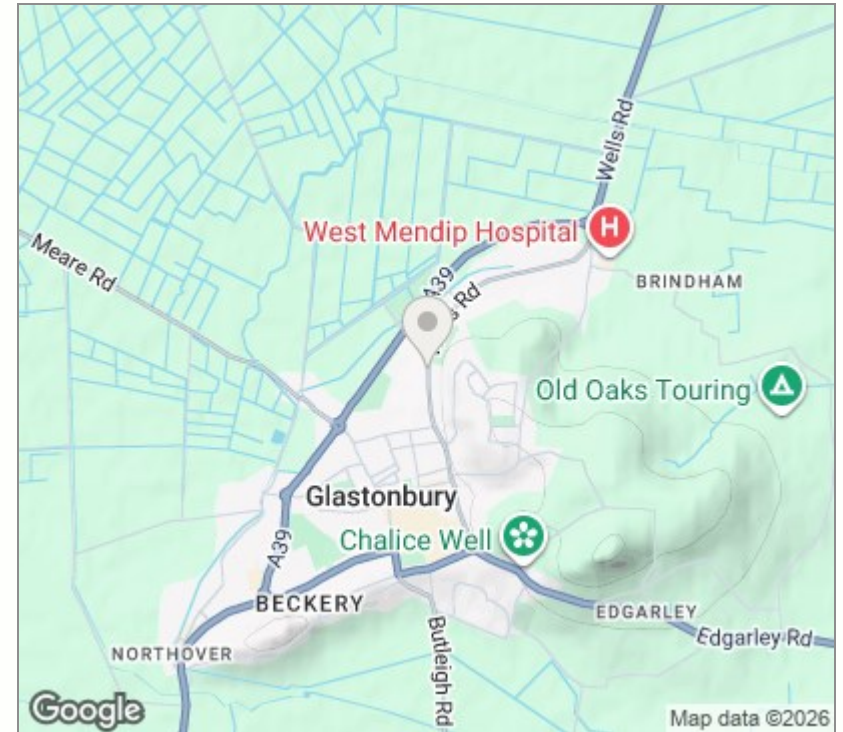 Wells Rd
West Mendip Hospital
H
Meare Rd
A39
BRINDHAM
Rd
Old Oaks Touring
Glastonbury
Chalice Well
A39
BECKERY
EDGARLEY
Edgarley Rd
Butleigh Rd
NORTHOVER
Google
Map data ©2026